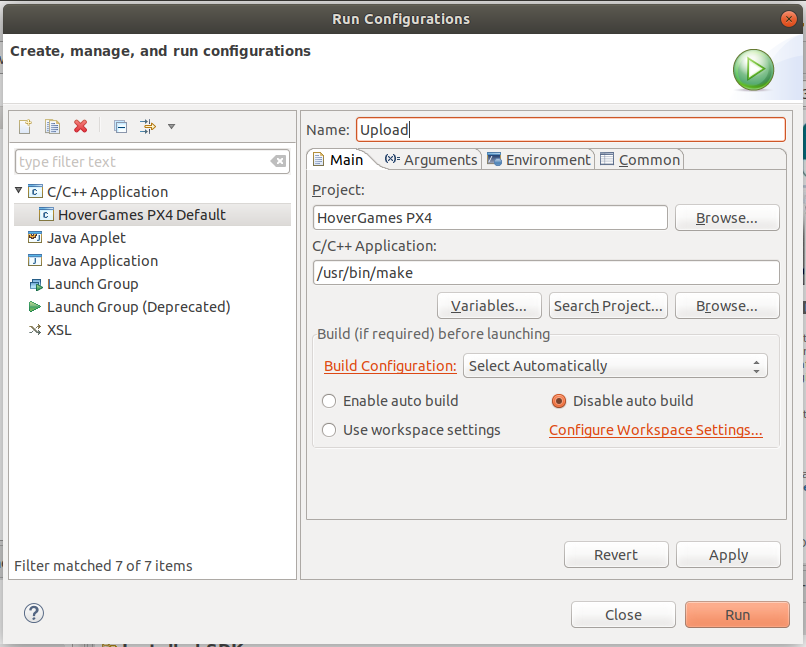 Run Configurations
Create, manage, and run configurations
type filter text
C/C++ Application
HoverGames PX4 Default
Java Applet
Java Application
Launch Group
Launch Group (Deprecated)
XSL
Filter matched 7 of 7 items
Name: Upload
Main (x)= Arguments Environment Common
Project:
HoverGames PX4 Browse...
C/C++ Application:
/usr/bin/make
Variables... Search Project... Browse...
Build (if required) before launching
Build Configuration: Select Automatically
Enable auto build Disable auto build
Use workspace settings Configure Workspace Settings...
Revert Apply
? Close Run